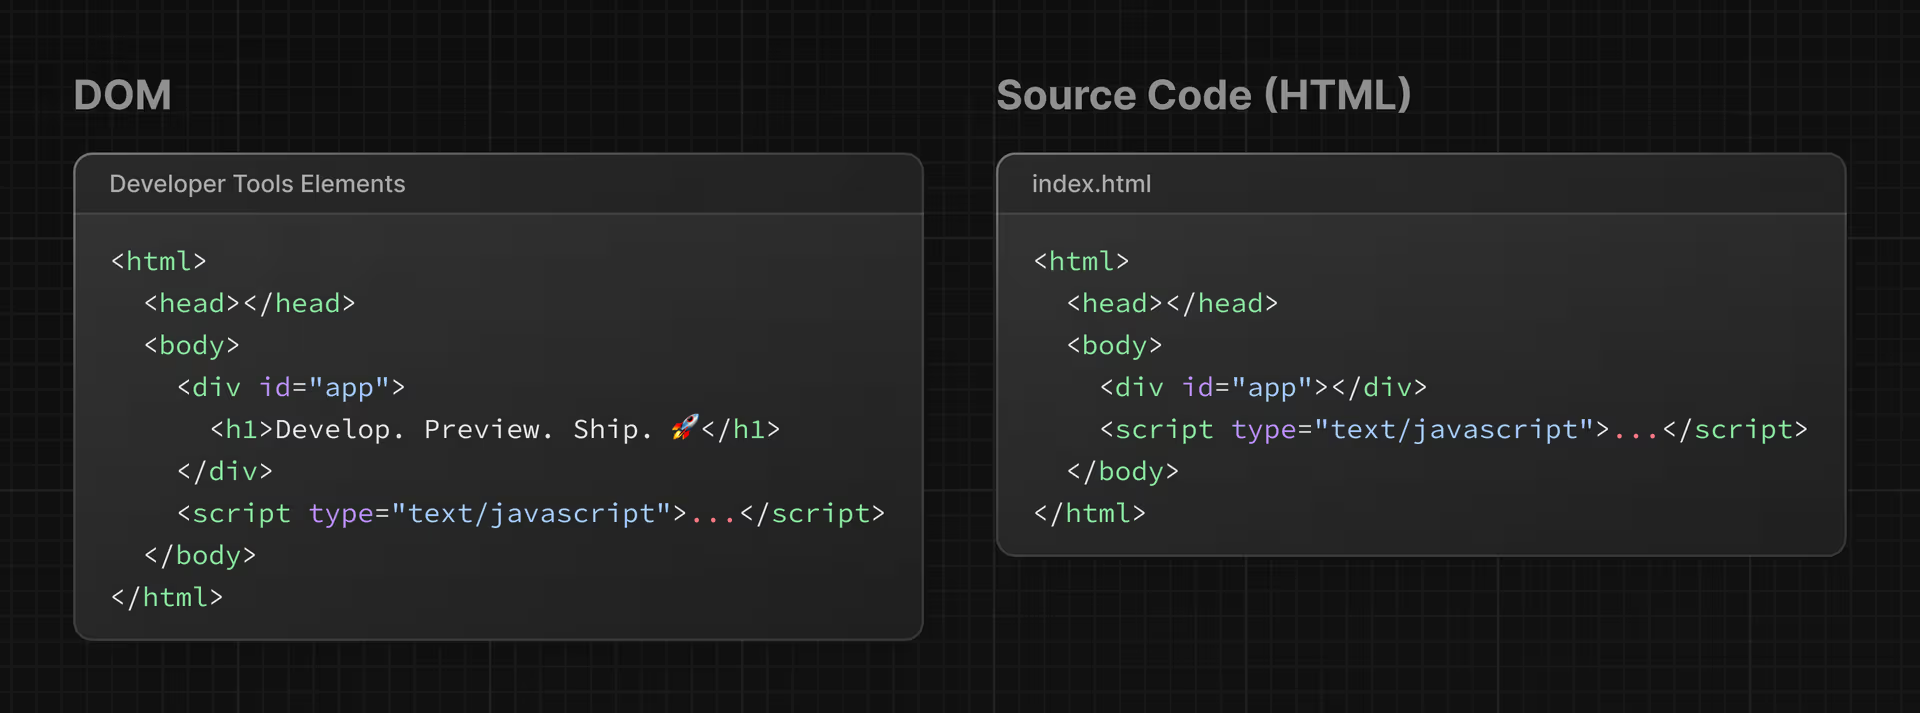 DOM
Developer Tools Elements
<html>
  <head></head>
  <body>
    <div id="app">
      <h1>Develop. Preview. Ship. 🚀</h1>
    </div>
    <script type="text/javascript">...</script>
  </body>
</html>
Source Code (HTML)
index.html
<html>
  <head></head>
  <body>
    <div id="app"></div>
    <script type="text/javascript">...</script>
  </body>
</html>